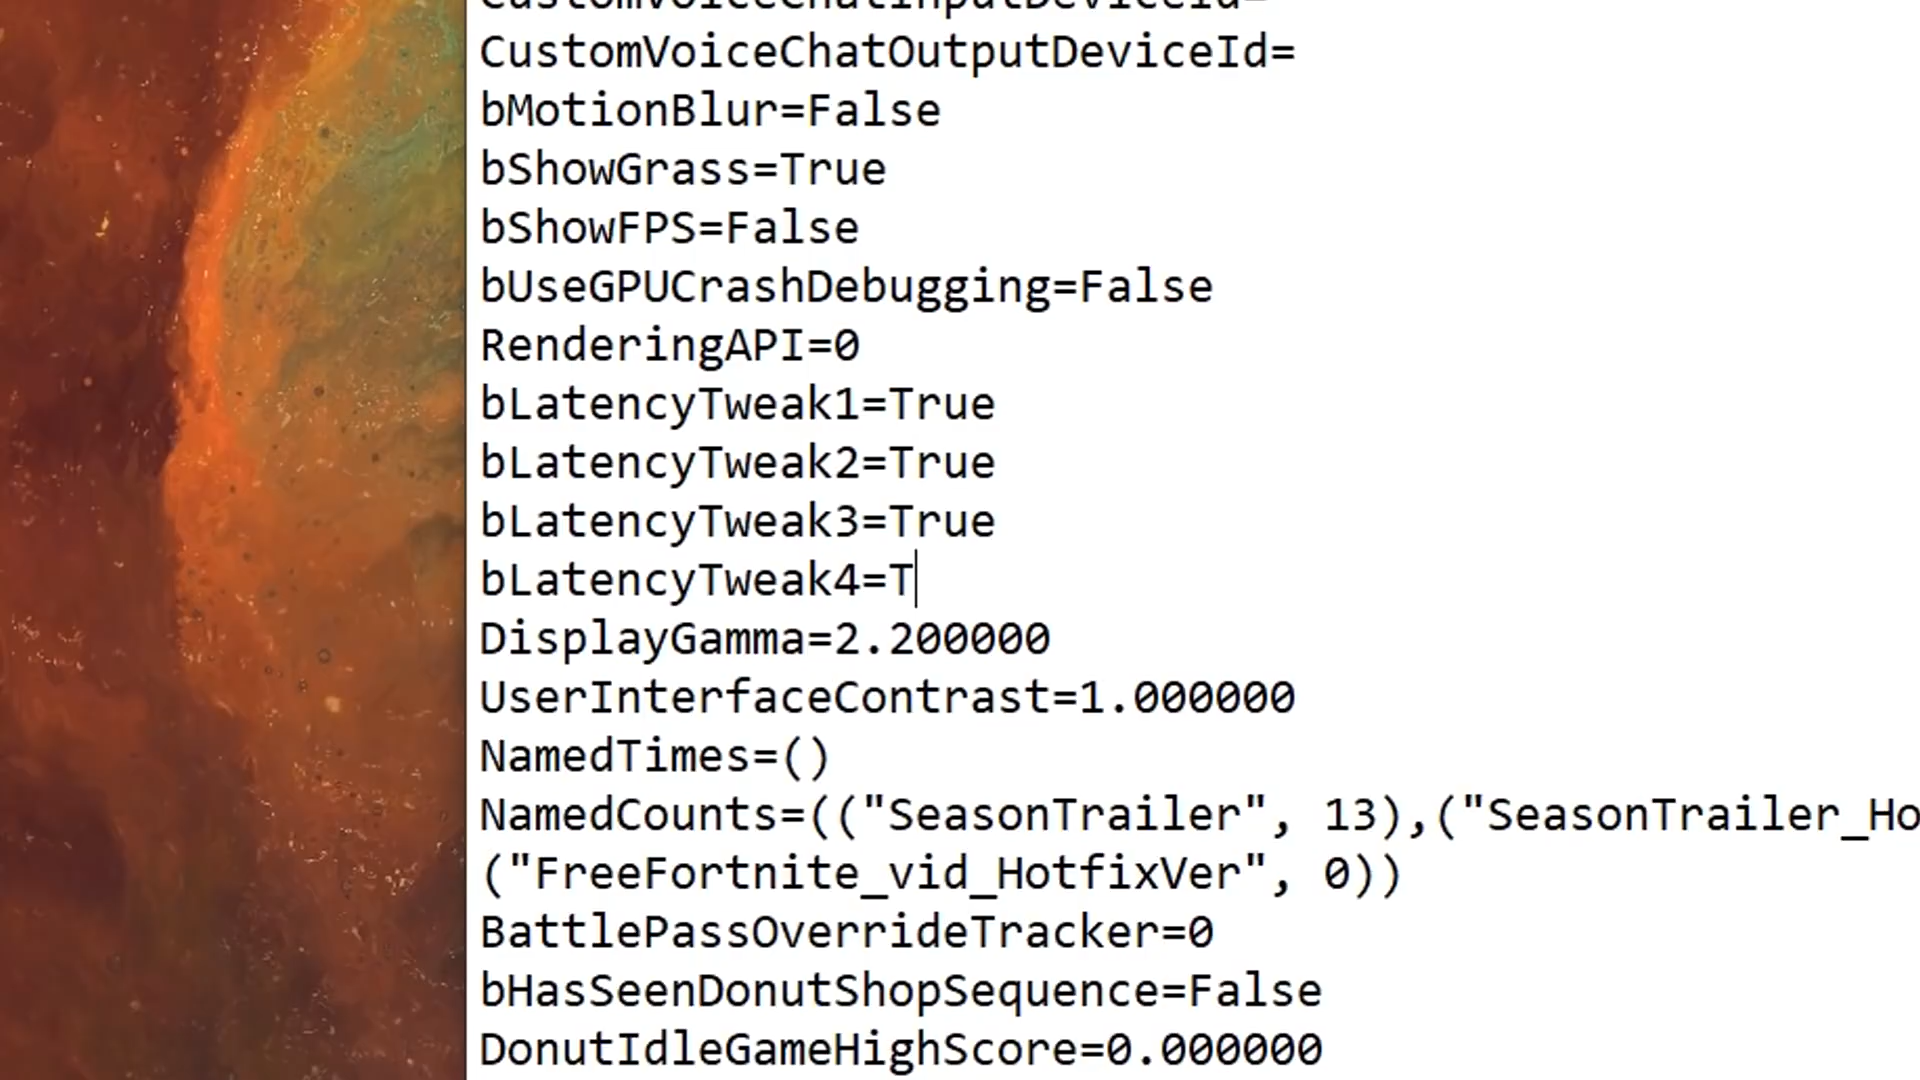 CustomVoiceChatInputDeviceId=
CustomVoiceChatOutputDeviceId=
bMotionBlur=False
bShowGrass=True
bShowFPS=False
bUseGPUCrashDebugging=False
RenderingAPI=0
bLatencyTweak1=True
bLatencyTweak2=True
bLatencyTweak3=True
bLatencyTweak4=T
DisplayGamma=2.200000
UserInterfaceContrast=1.000000
NamedTimes=()
NamedCounts=(("SeasonTrailer", 13),("SeasonTrailer_Ho
("FreeFortnite_vid_HotfixVer", 0))
BattlePassOverrideTracker=0
bHasSeenDonutShopSequence=False
DonutIdleGameHighScore=0.000000